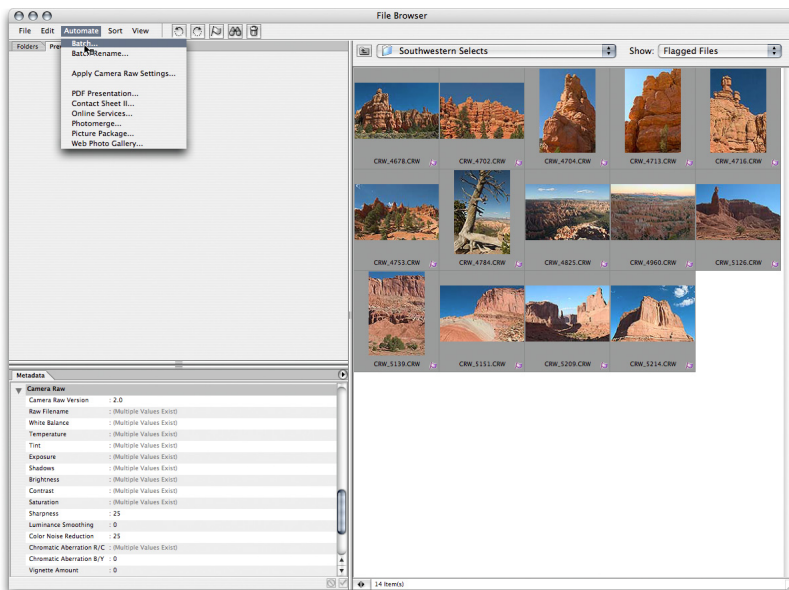 File Browser
File Edit Automate Sort View
Folders
Batch...
Batch Rename...
Apply Camera Raw Settings...
PDF Presentation...
Contact Sheet II...
Online Services...
Photomerge...
Picture Package...
Web Photo Gallery...
Southwestern Selects Show: Flagged Files
CRW_4678.CRW CRW_4702.CRW CRW_4704.CRW CRW_4713.CRW CRW_4716.CRW
CRW_4753.CRW CRW_4784.CRW CRW_4825.CRW CRW_4960.CRW CRW_5126.CRW
CRW_5139.CRW CRW_5151.CRW CRW_5209.CRW CRW_5214.CRW
Metadata
Camera Raw
Camera Raw Version : 2.0
Raw Filename : (Multiple Values Exist)
White Balance : (Multiple Values Exist)
Temperature : (Multiple Values Exist)
Tint : (Multiple Values Exist)
Exposure : (Multiple Values Exist)
Shadows : (Multiple Values Exist)
Brightness : (Multiple Values Exist)
Contrast : (Multiple Values Exist)
Saturation : (Multiple Values Exist)
Sharpness : 25
Luminance Smoothing : 0
Color Noise Reduction : 25
Chromatic Aberration R/C : (Multiple Values Exist)
Chromatic Aberration B/Y : 0
Vignette Amount : 0
14 Item(s)